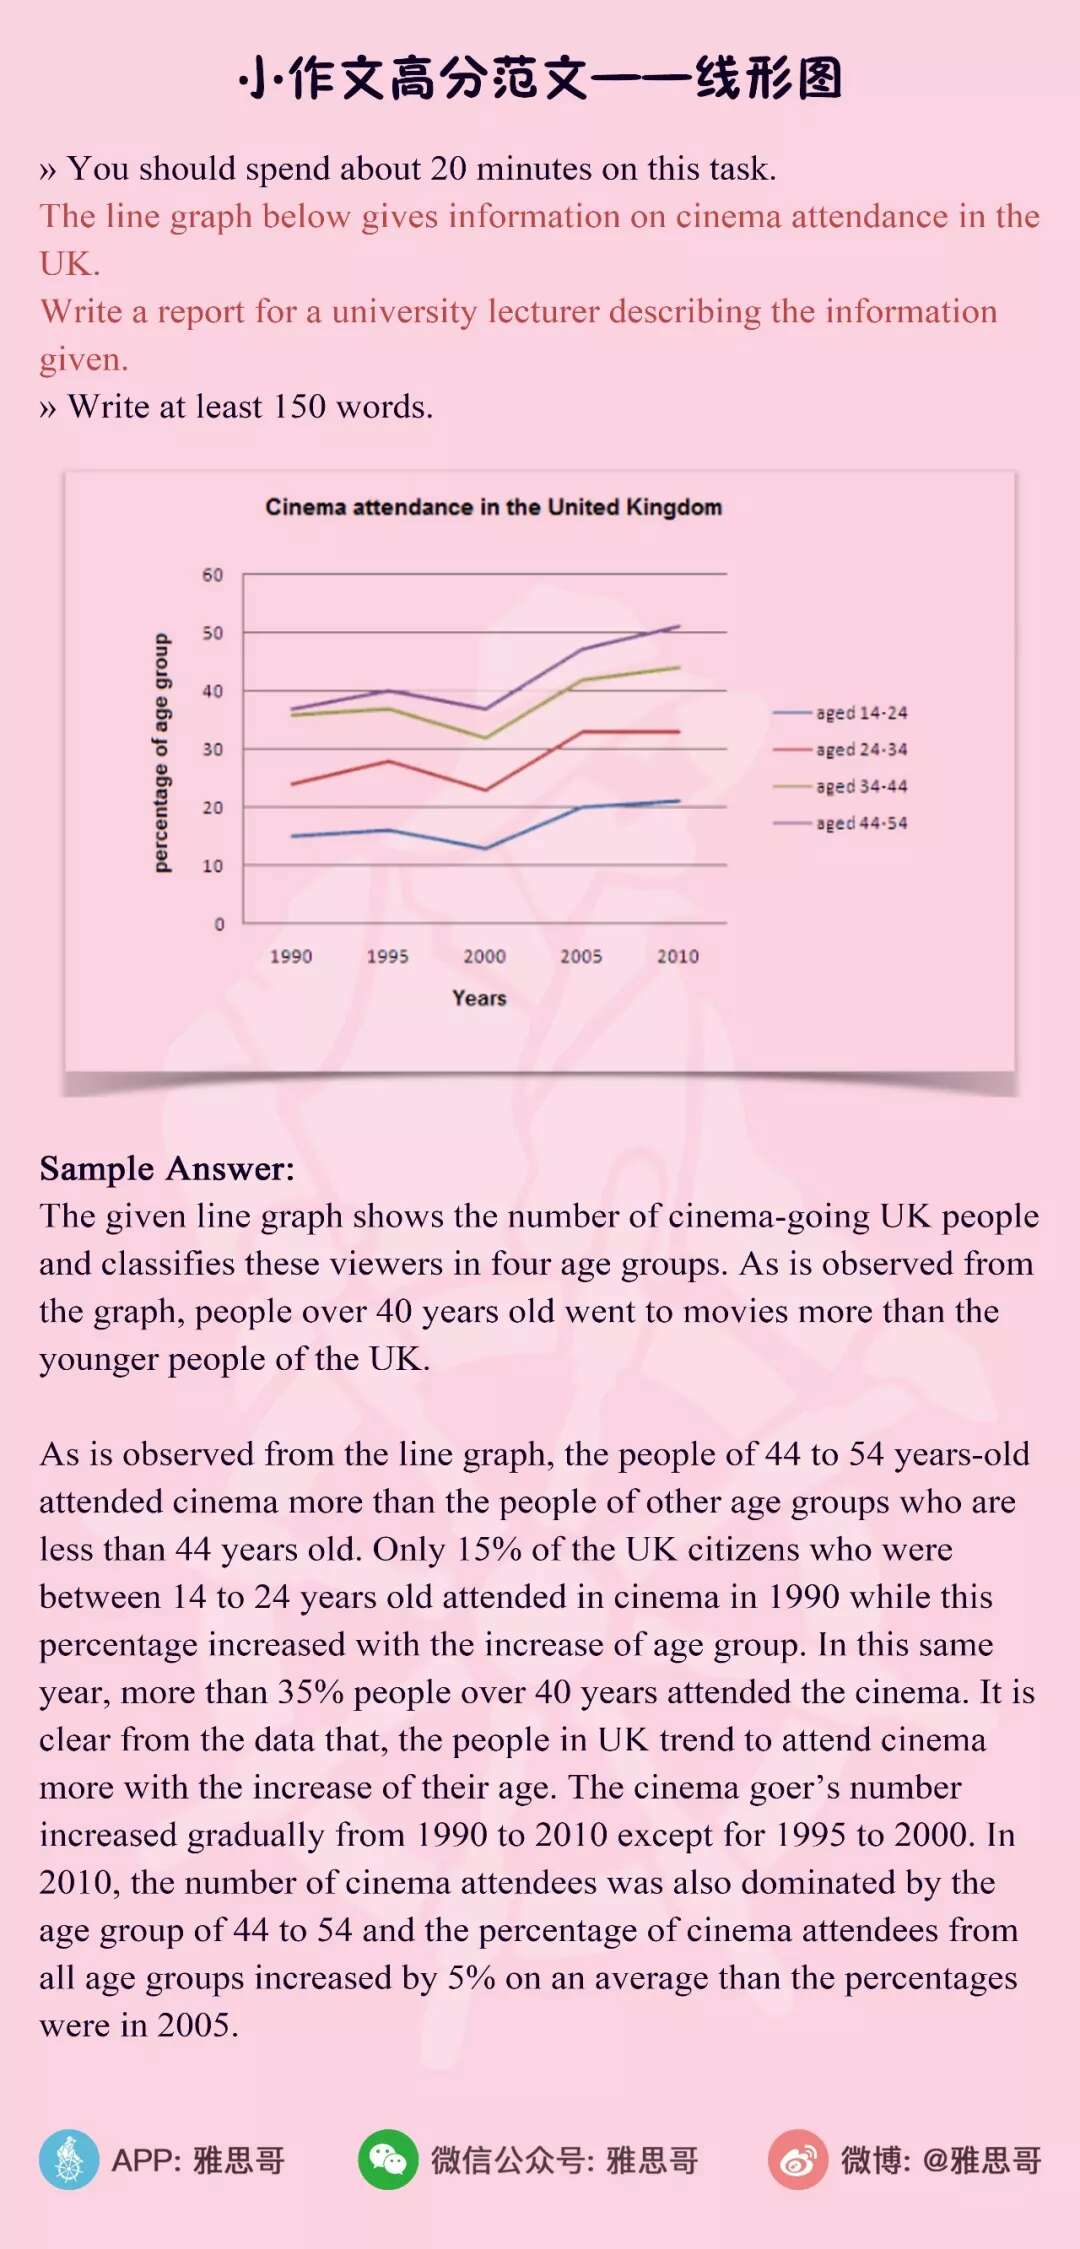 小作文高分范文——线形图
» You should spend about 20 minutes on this task.
The line graph below gives information on cinema attendance in the
UK.
Write a report for a university lecturer describing the information
given.
» Write at least 150 words.
Cinema attendance in the United Kingdom
percentage of age group
60
50
40
30
20
10
0
1990 1995 2000 2005 2010
Years
aged 14-24
aged 24-34
aged 34-44
aged 44-54
Sample Answer:
The given line graph shows the number of cinema-going UK people
and classifies these viewers in four age groups. As is observed from
the graph, people over 40 years old went to movies more than the
younger people of the UK.
As is observed from the line graph, the people of 44 to 54 years-old
attended cinema more than the people of other age groups who are
less than 44 years old. Only 15% of the UK citizens who were
between 14 to 24 years old attended in cinema in 1990 while this
percentage increased with the increase of age group. In this same
year, more than 35% people over 40 years attended the cinema. It is
clear from the data that, the people in UK trend to attend cinema
more with the increase of their age. The cinema goer’s number
increased gradually from 1990 to 2010 except for 1995 to 2000. In
2010, the number of cinema attendees was also dominated by the
age group of 44 to 54 and the percentage of cinema attendees from
all age groups increased by 5% on an average than the percentages
were in 2005.
APP: 雅思哥 微信公众号: 雅思哥 微博: @雅思哥